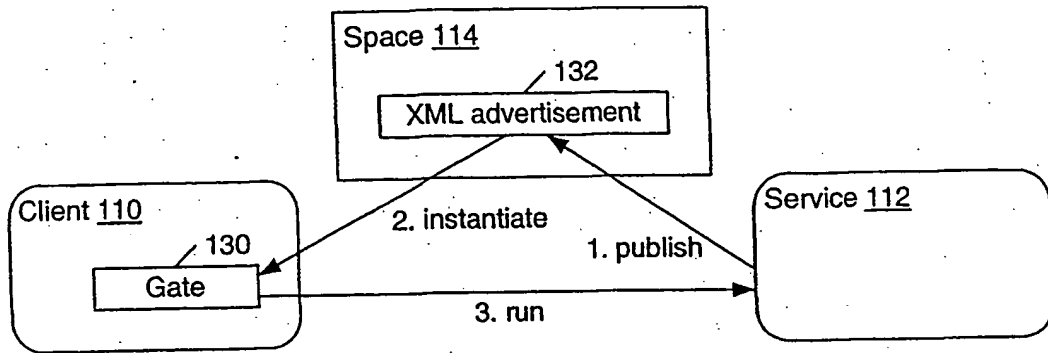 Space 114
132
XML advertisement
Client 110
2. instantiate
Service 112
130
1. publish
Gate
3. run